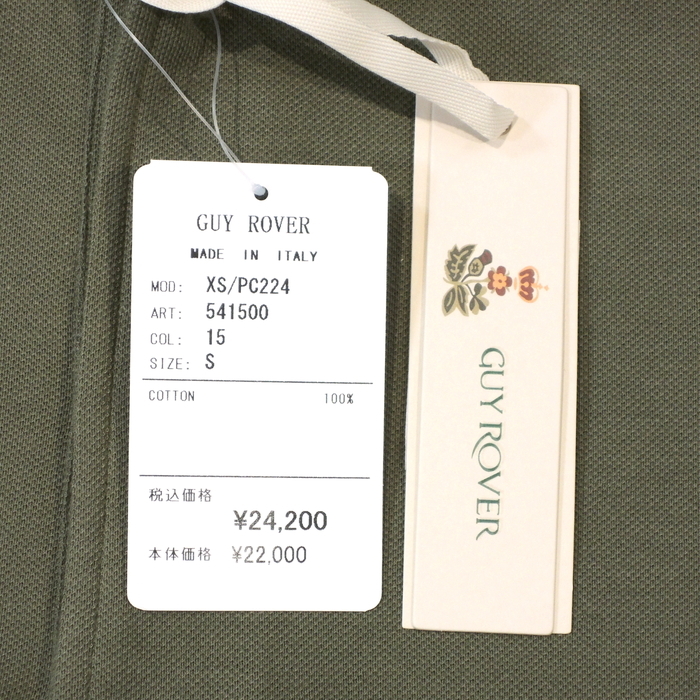 GUY ROVER
MADE IN ITALY
MOD: XS/PC224
ART: 541500
COL: 15
SIZE: S
COTTON 100%
税込価格
¥24,200
本体価格 ¥22,000
GUY ROVER